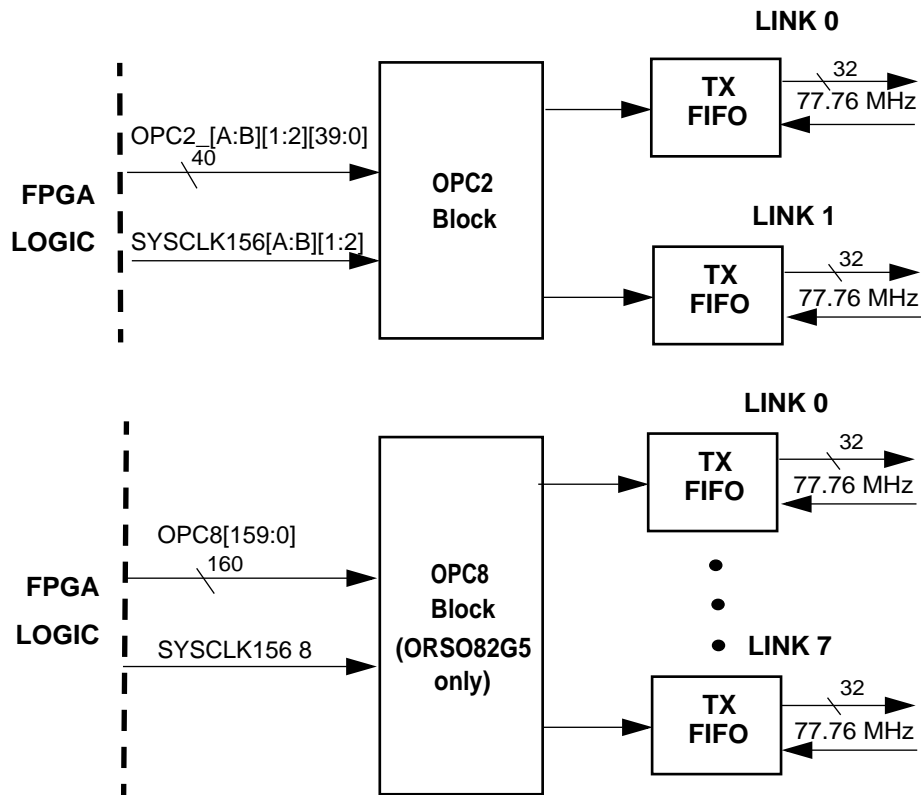 LINK 0
TX
FIFO
32
77.76 MHz
OPC2_[A:B][1:2][39:0]
40
FPGA
LOGIC
SYSCLK156[A:B][1:2]
OPC2
Block
LINK 1
TX
FIFO
32
77.76 MHz
LINK 0
TX
FIFO
32
77.76 MHz
OPC8[159:0]
160
FPGA
LOGIC
SYSCLK156 8
OPC8
Block
(ORSO82G5
only)
LINK 7
TX
FIFO
32
77.76 MHz